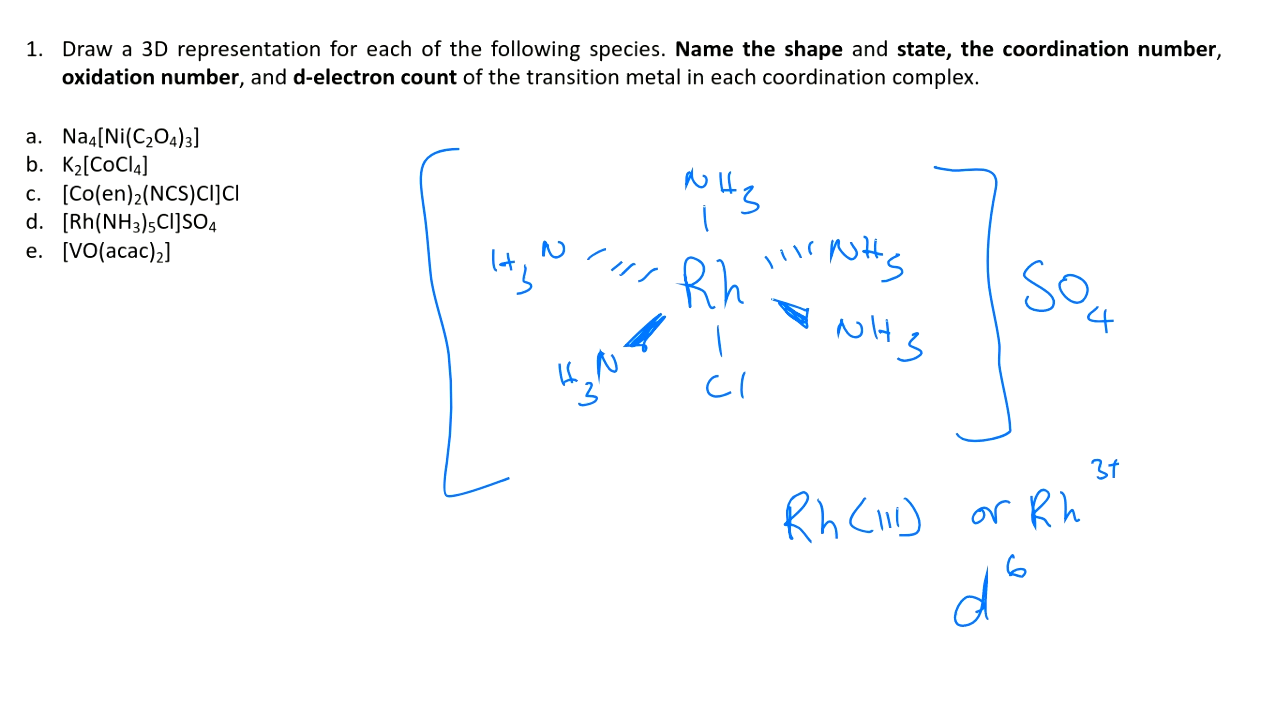 1. Draw a 3D representation for each of the following species. Name the shape and state, the coordination number,
oxidation number, and d-electron count of the transition metal in each coordination complex.
a. Na₄[Ni(C₂O₄)₃]
b. K₂[CoCl₄]
c. [Co(en)₂(NCS)Cl]Cl
d. [Rh(NH₃)₅Cl]SO₄
e. [VO(acac)₂]
NH₃
H₃N NH₃
Rh SO₄
H₃N NH₃
Cl
Rh(III) or Rh³⁺
d⁶